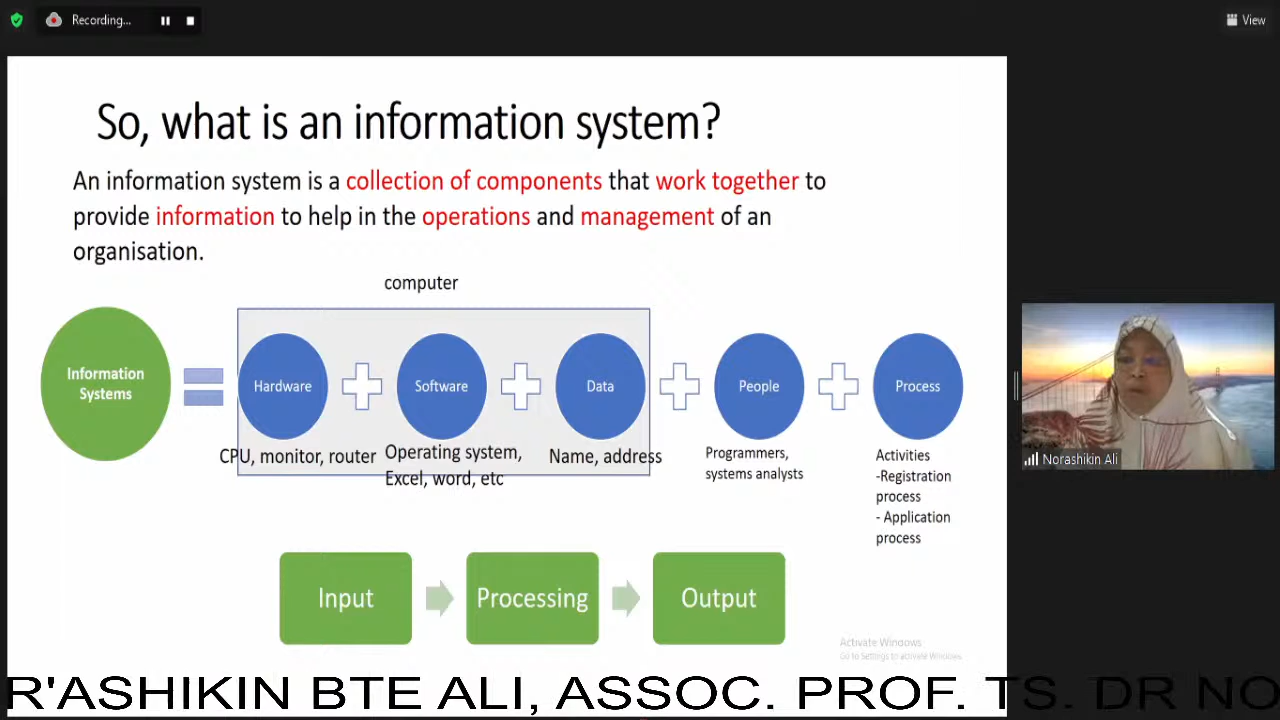 Recording...
View
So, what is an information system?
An information system is a collection of components that work together to
provide information to help in the operations and management of an
organisation.
computer
Information
Systems
Hardware
Software
Data
People
Process
CPU, monitor, router
Operating system,
Excel, word, etc
Name, address
Programmers,
systems analysts
Activities
-Registration
process
- Application
process
Norashikin Ali
Input
Processing
Output
Activate Windows
Go to Settings to activate Windows.
R'ASHIKIN BTE ALI, ASSOC. PROF. TS. DR NO